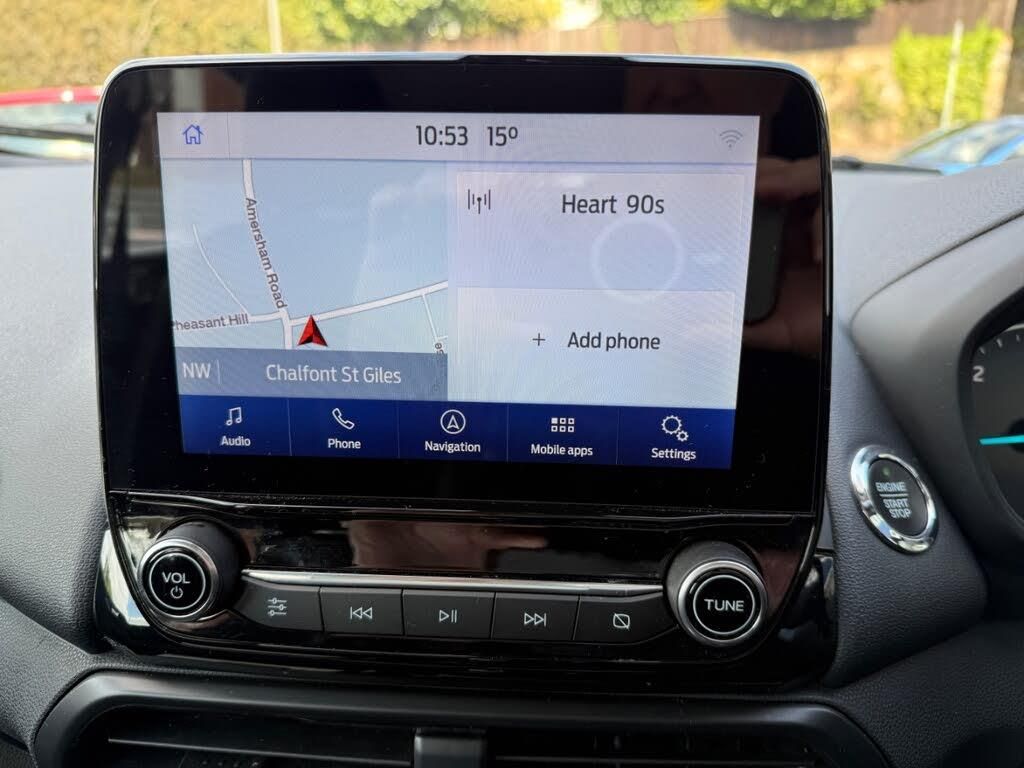 10:53 15º
Heart 90s
Amersham Road
heasant Hill
+ Add phone
NW
Chalfont St Giles
Audio
Phone
Navigation
Mobile apps
Settings
2
ENGINE
START
STOP
VOL
TUNE